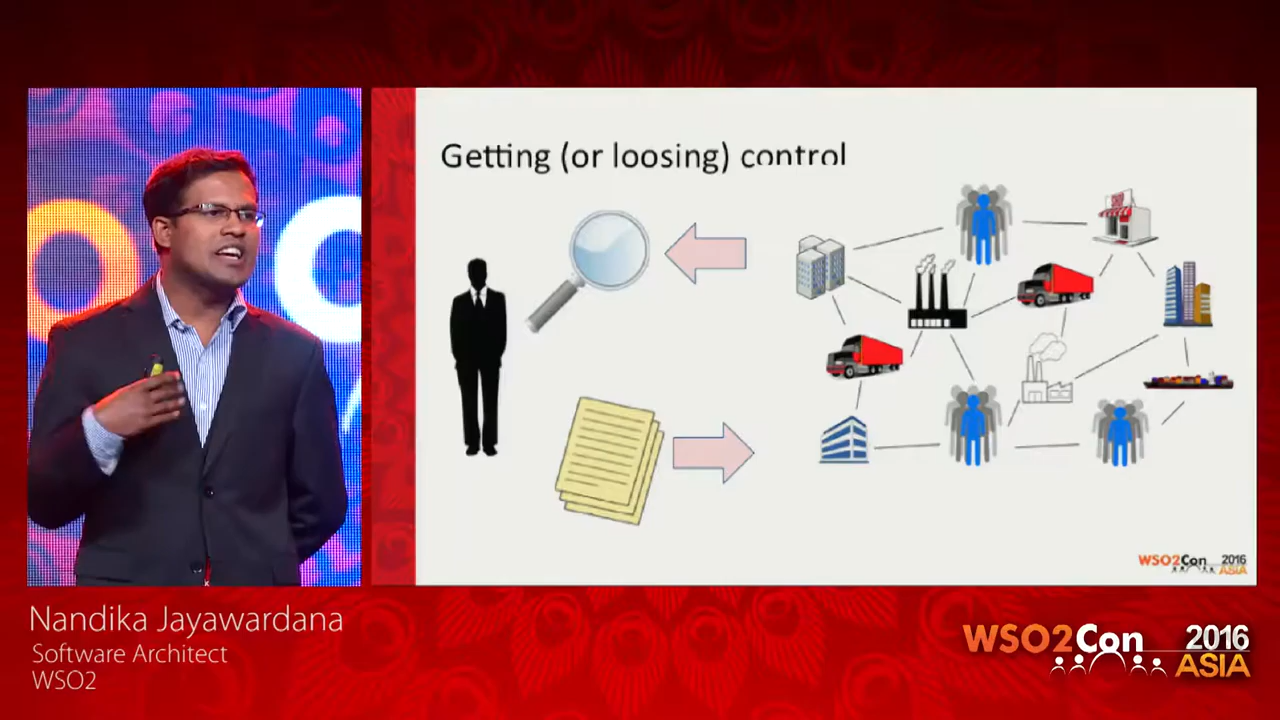 Getting (or loosing) control
WSO2Con 2016
ASIA
Nandika Jayawardana
Software Architect
WSO2
WSO2Con 2016
ASIA